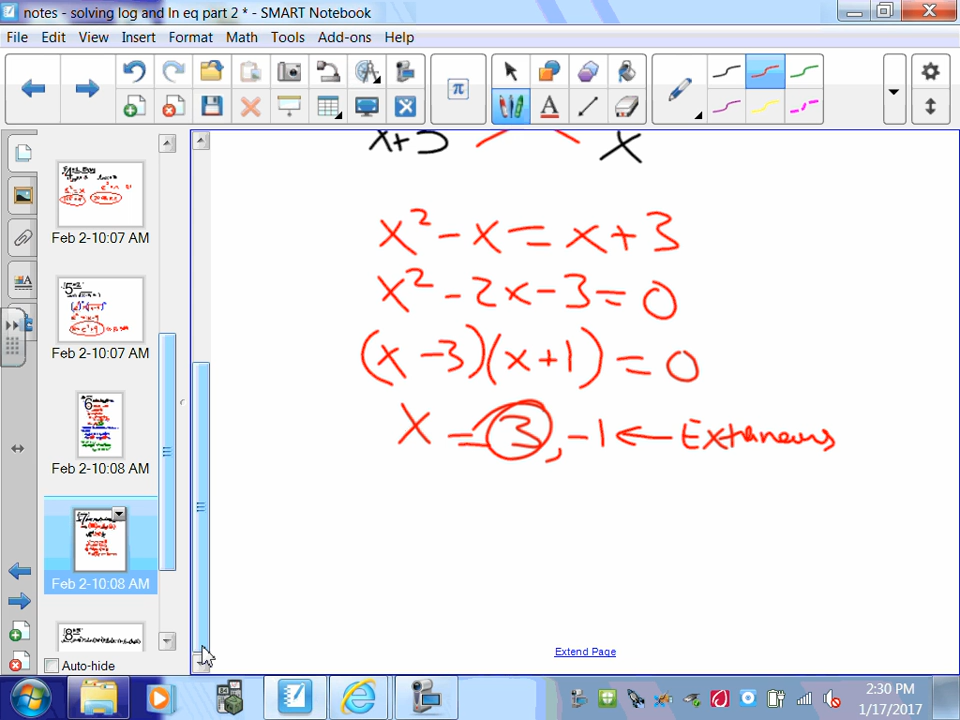 notes - solving log and ln eq part 2 * - SMART Notebook
File Edit View Insert Format Math Tools Add-ons Help
π
A
x+3 x
x² - x = x + 3
x² - 2x - 3 = 0
(x - 3)(x + 1) = 0
x = 3, -1 ← Extraneous
Feb 2-10:07 AM
Feb 2-10:07 AM
Feb 2-10:08 AM
Feb 2-10:08 AM
Auto-hide
Extend Page
2:30 PM
1/17/2017